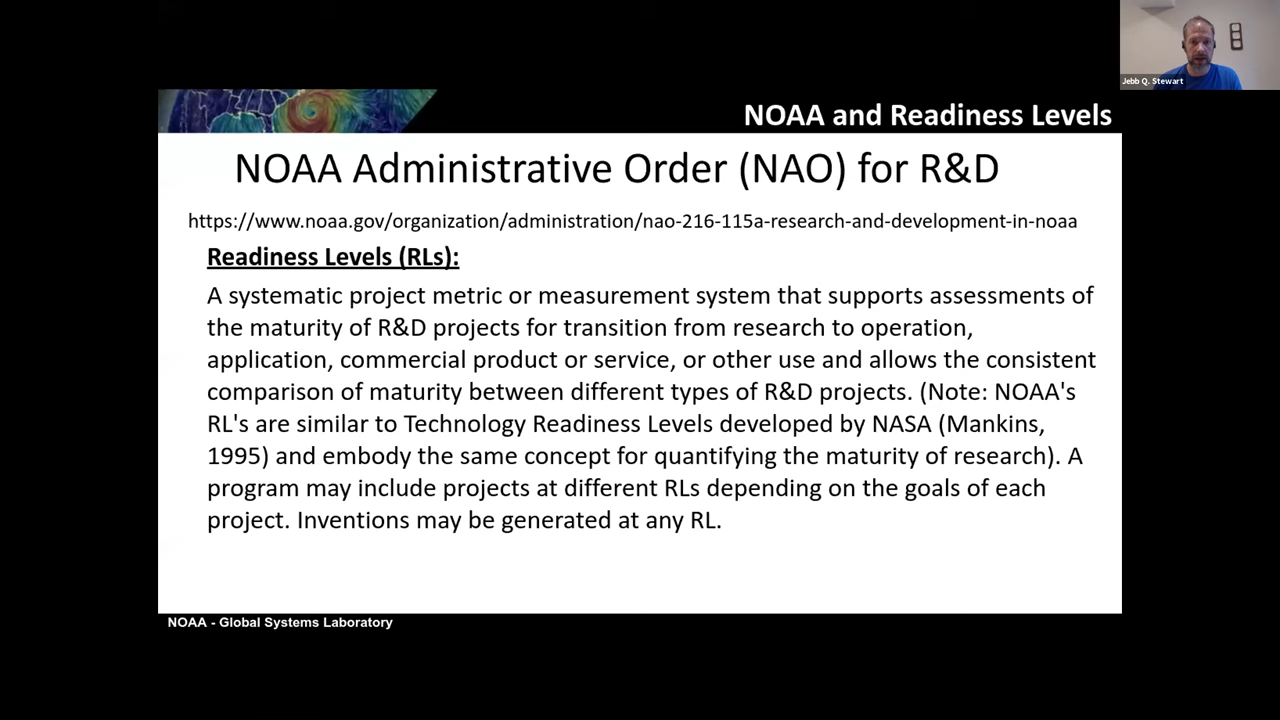 Jebb Q. Stewart
NOAA and Readiness Levels
NOAA Administrative Order (NAO) for R&D
https://www.noaa.gov/organization/administration/nao-216-115a-research-and-development-in-noaa
Readiness Levels (RLs):
A systematic project metric or measurement system that supports assessments of
the maturity of R&D projects for transition from research to operation,
application, commercial product or service, or other use and allows the consistent
comparison of maturity between different types of R&D projects. (Note: NOAA's
RL's are similar to Technology Readiness Levels developed by NASA (Mankins,
1995) and embody the same concept for quantifying the maturity of research). A
program may include projects at different RLs depending on the goals of each
project. Inventions may be generated at any RL.
NOAA - Global Systems Laboratory